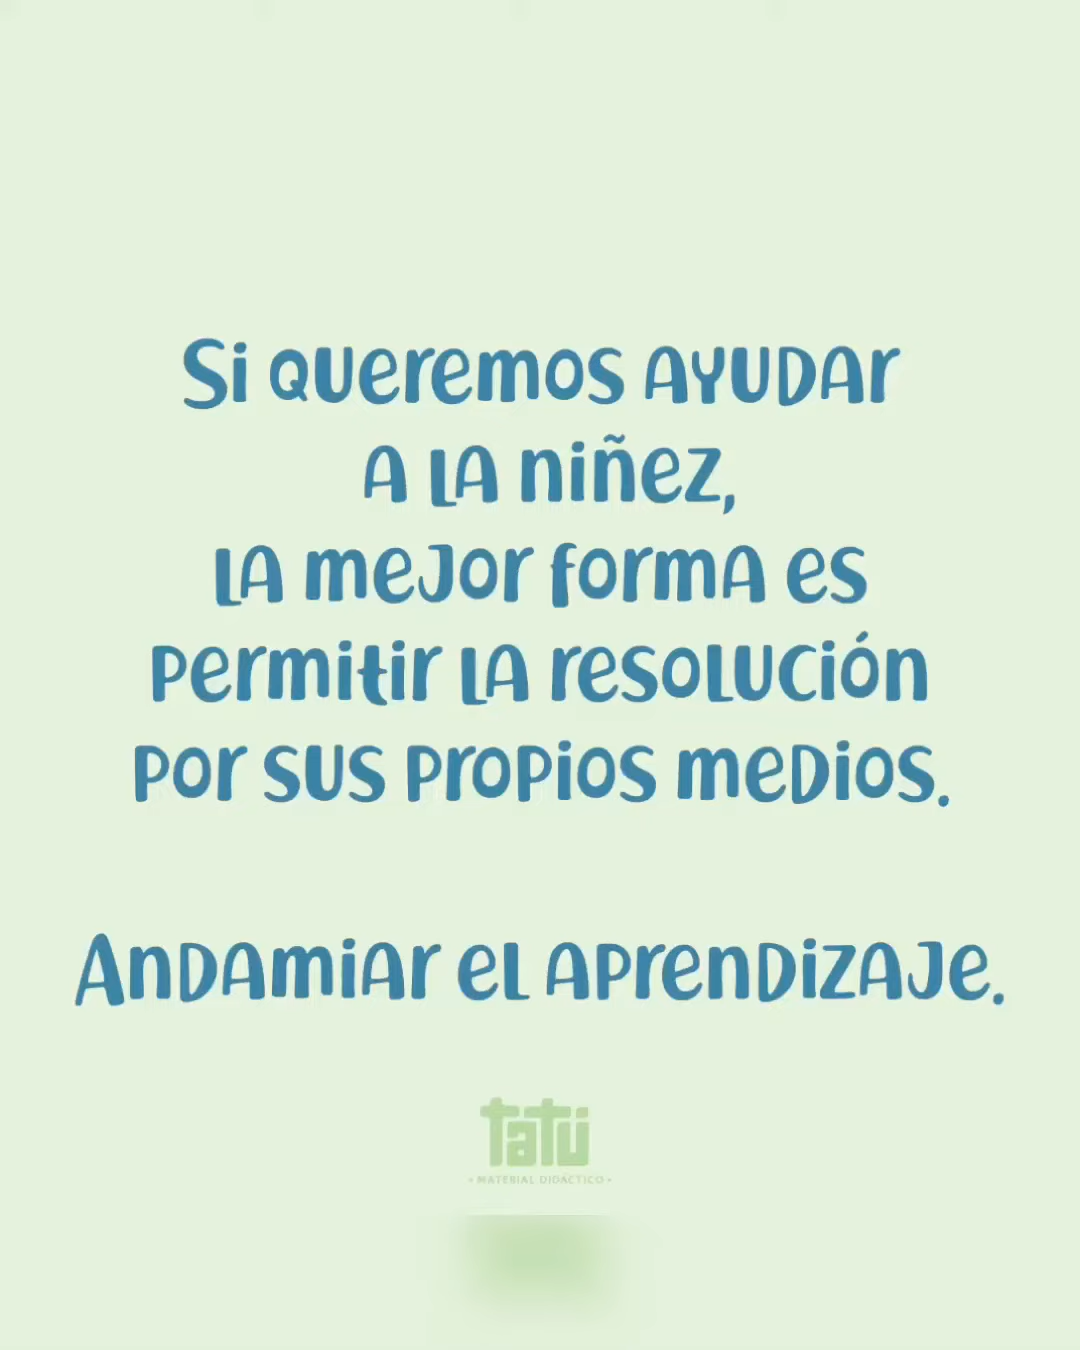 Si queremos ayudar
a la niñez,
la mejor forma es
permitir la resolución
por sus propios medios.
Andamiar el aprendizaje.
tatü
• MATERIAL DIDÁCTICO •